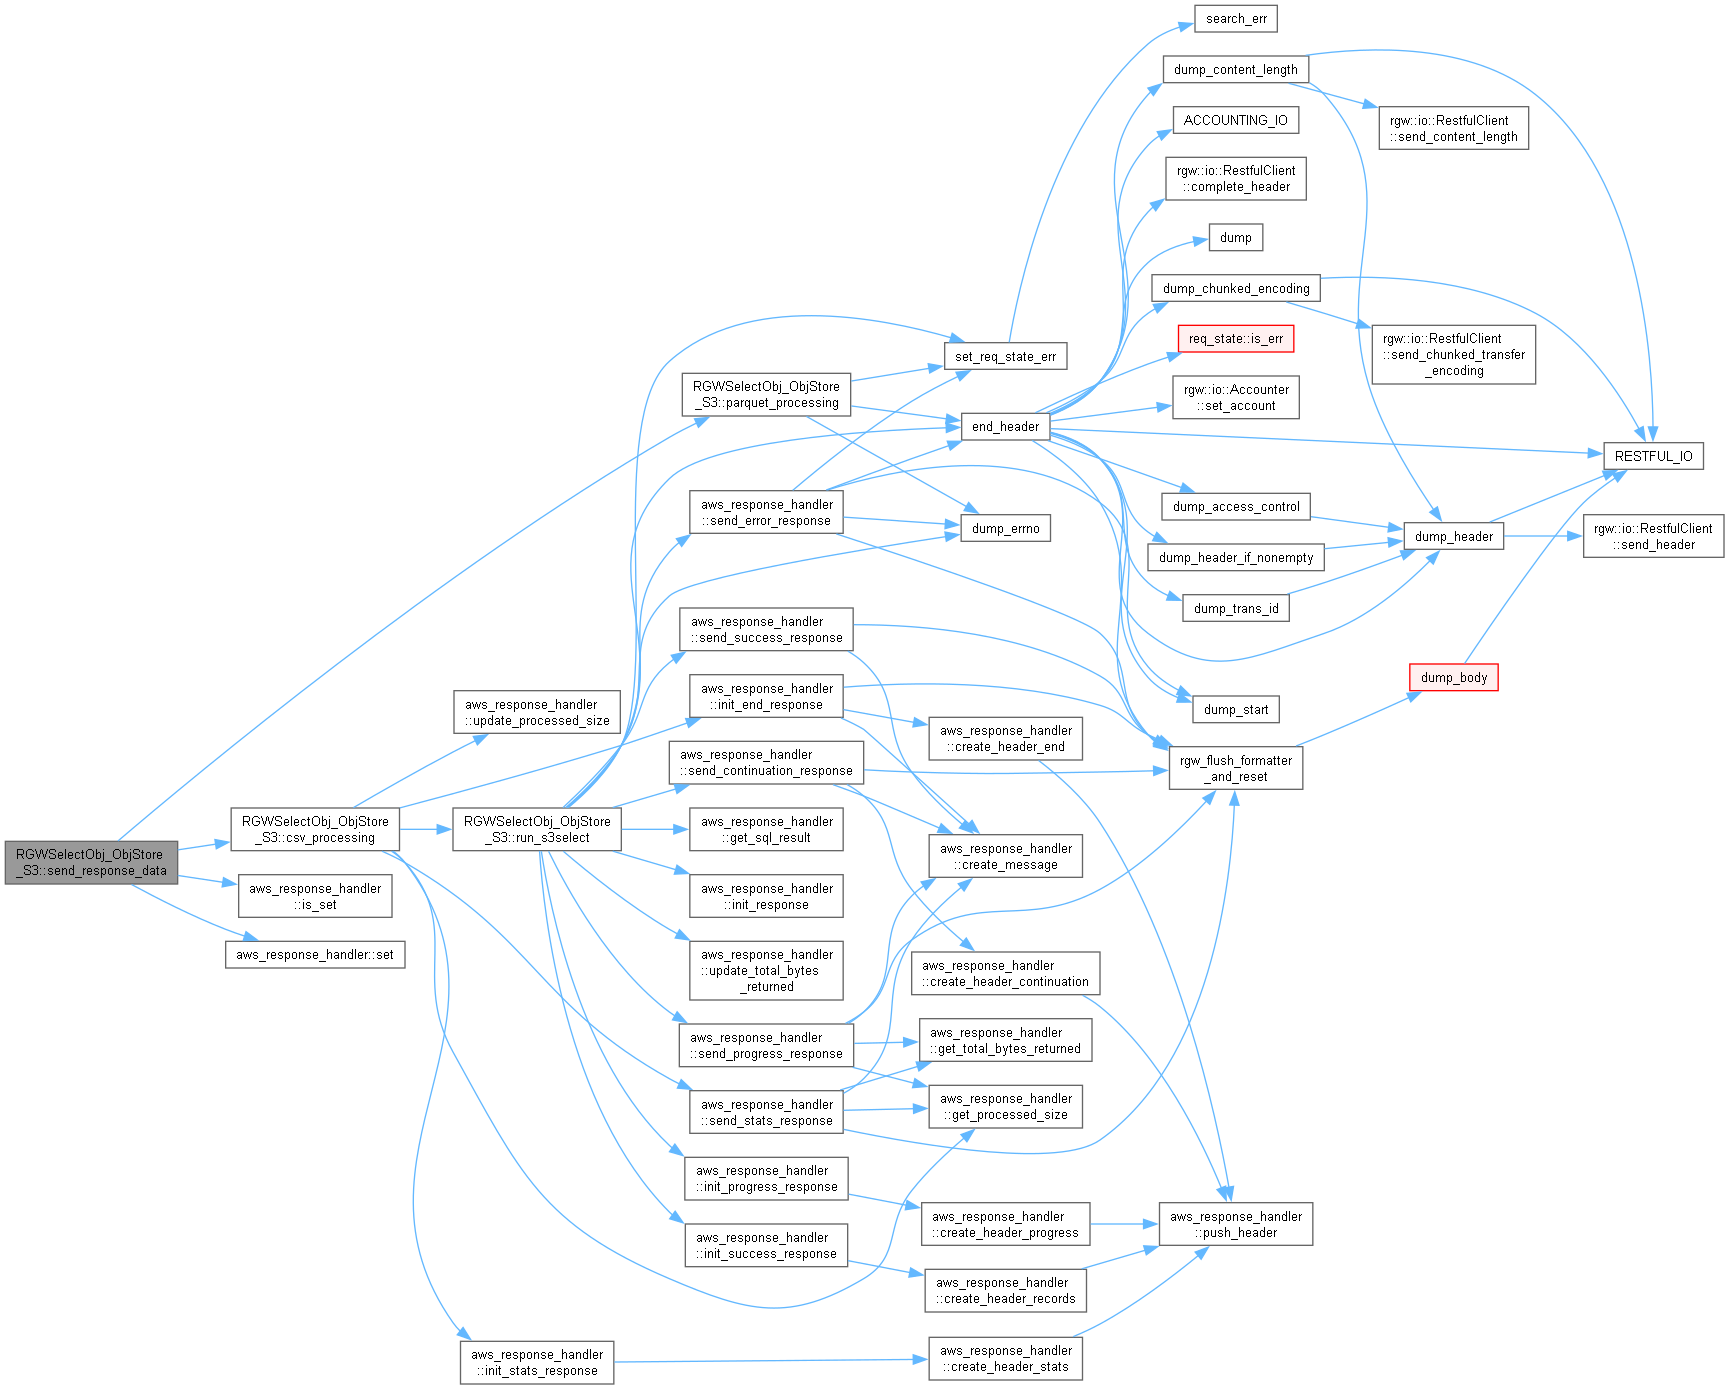 RGWSelectObj_ObjStore
_S3::send_response_data
RGWSelectObj_ObjStore
_S3::csv_processing
aws_response_handler
::is_set
aws_response_handler::set
aws_response_handler
::update_processed_size
RGWSelectObj_ObjStore
_S3::run_s3select
aws_response_handler
::init_stats_response
RGWSelectObj_ObjStore
_S3::parquet_processing
aws_response_handler
::send_error_response
aws_response_handler
::send_success_response
aws_response_handler
::init_end_response
aws_response_handler
::send_continuation_response
aws_response_handler
::get_sql_result
aws_response_handler
::init_response
aws_response_handler
::update_total_bytes
_returned
aws_response_handler
::send_progress_response
aws_response_handler
::send_stats_response
aws_response_handler
::init_progress_response
aws_response_handler
::init_success_response
set_req_state_err
end_header
dump_errno
aws_response_handler
::create_header_end
aws_response_handler
::create_message
aws_response_handler
::create_header_continuation
aws_response_handler
::get_total_bytes_returned
aws_response_handler
::get_processed_size
aws_response_handler
::create_header_progress
aws_response_handler
::create_header_records
aws_response_handler
::create_header_stats
search_err
dump_content_length
ACCOUNTING_IO
rgw::io::RestfulClient
::complete_header
dump
dump_chunked_encoding
req_state::is_err
rgw::io::Accounter
::set_account
dump_access_control
dump_header_if_nonempty
dump_trans_id
dump_start
rgw_flush_formatter
_and_reset
aws_response_handler
::push_header
rgw::io::RestfulClient
::send_content_length
rgw::io::RestfulClient
::send_chunked_transfer
_encoding
dump_header
dump_body
RESTFUL_IO
rgw::io::RestfulClient
::send_header